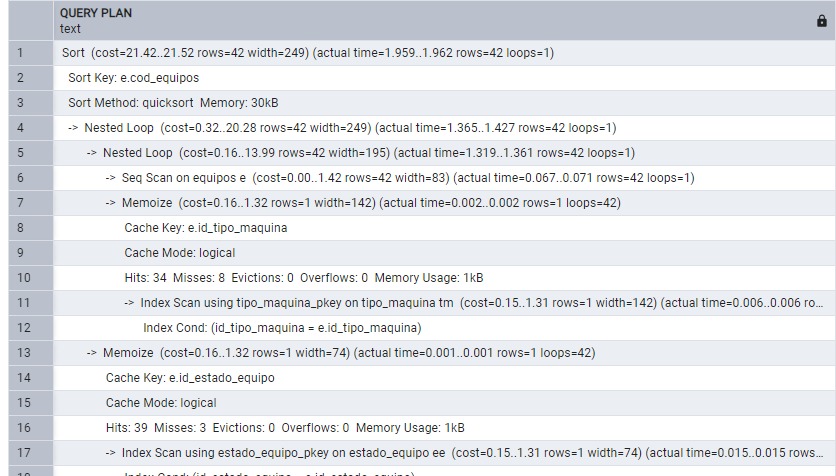 QUERY PLAN
text
1 Sort (cost=21.42..21.52 rows=42 width=249) (actual time=1.959..1.962 rows=42 loops=1)
2 Sort Key: e.cod_equipos
3 Sort Method: quicksort Memory: 30kB
4 -> Nested Loop (cost=0.32..20.28 rows=42 width=249) (actual time=1.365..1.427 rows=42 loops=1)
5 -> Nested Loop (cost=0.16..13.99 rows=42 width=195) (actual time=1.319..1.361 rows=42 loops=1)
6 -> Seq Scan on equipos e (cost=0.00..1.42 rows=42 width=83) (actual time=0.067..0.071 rows=42 loops=1)
7 -> Memoize (cost=0.16..1.32 rows=1 width=142) (actual time=0.002..0.002 rows=1 loops=42)
8 Cache Key: e.id_tipo_maquina
9 Cache Mode: logical
10 Hits: 34 Misses: 8 Evictions: 0 Overflows: 0 Memory Usage: 1kB
11 -> Index Scan using tipo_maquina_pkey on tipo_maquina tm (cost=0.15..1.31 rows=1 width=142) (actual time=0.006..0.006 ro...
12 Index Cond: (id_tipo_maquina = e.id_tipo_maquina)
13 -> Memoize (cost=0.16..1.32 rows=1 width=74) (actual time=0.001..0.001 rows=1 loops=42)
14 Cache Key: e.id_estado_equipo
15 Cache Mode: logical
16 Hits: 39 Misses: 3 Evictions: 0 Overflows: 0 Memory Usage: 1kB
17 -> Index Scan using estado_equipo_pkey on estado_equipo ee (cost=0.15..1.31 rows=1 width=74) (actual time=0.015..0.015 rows...